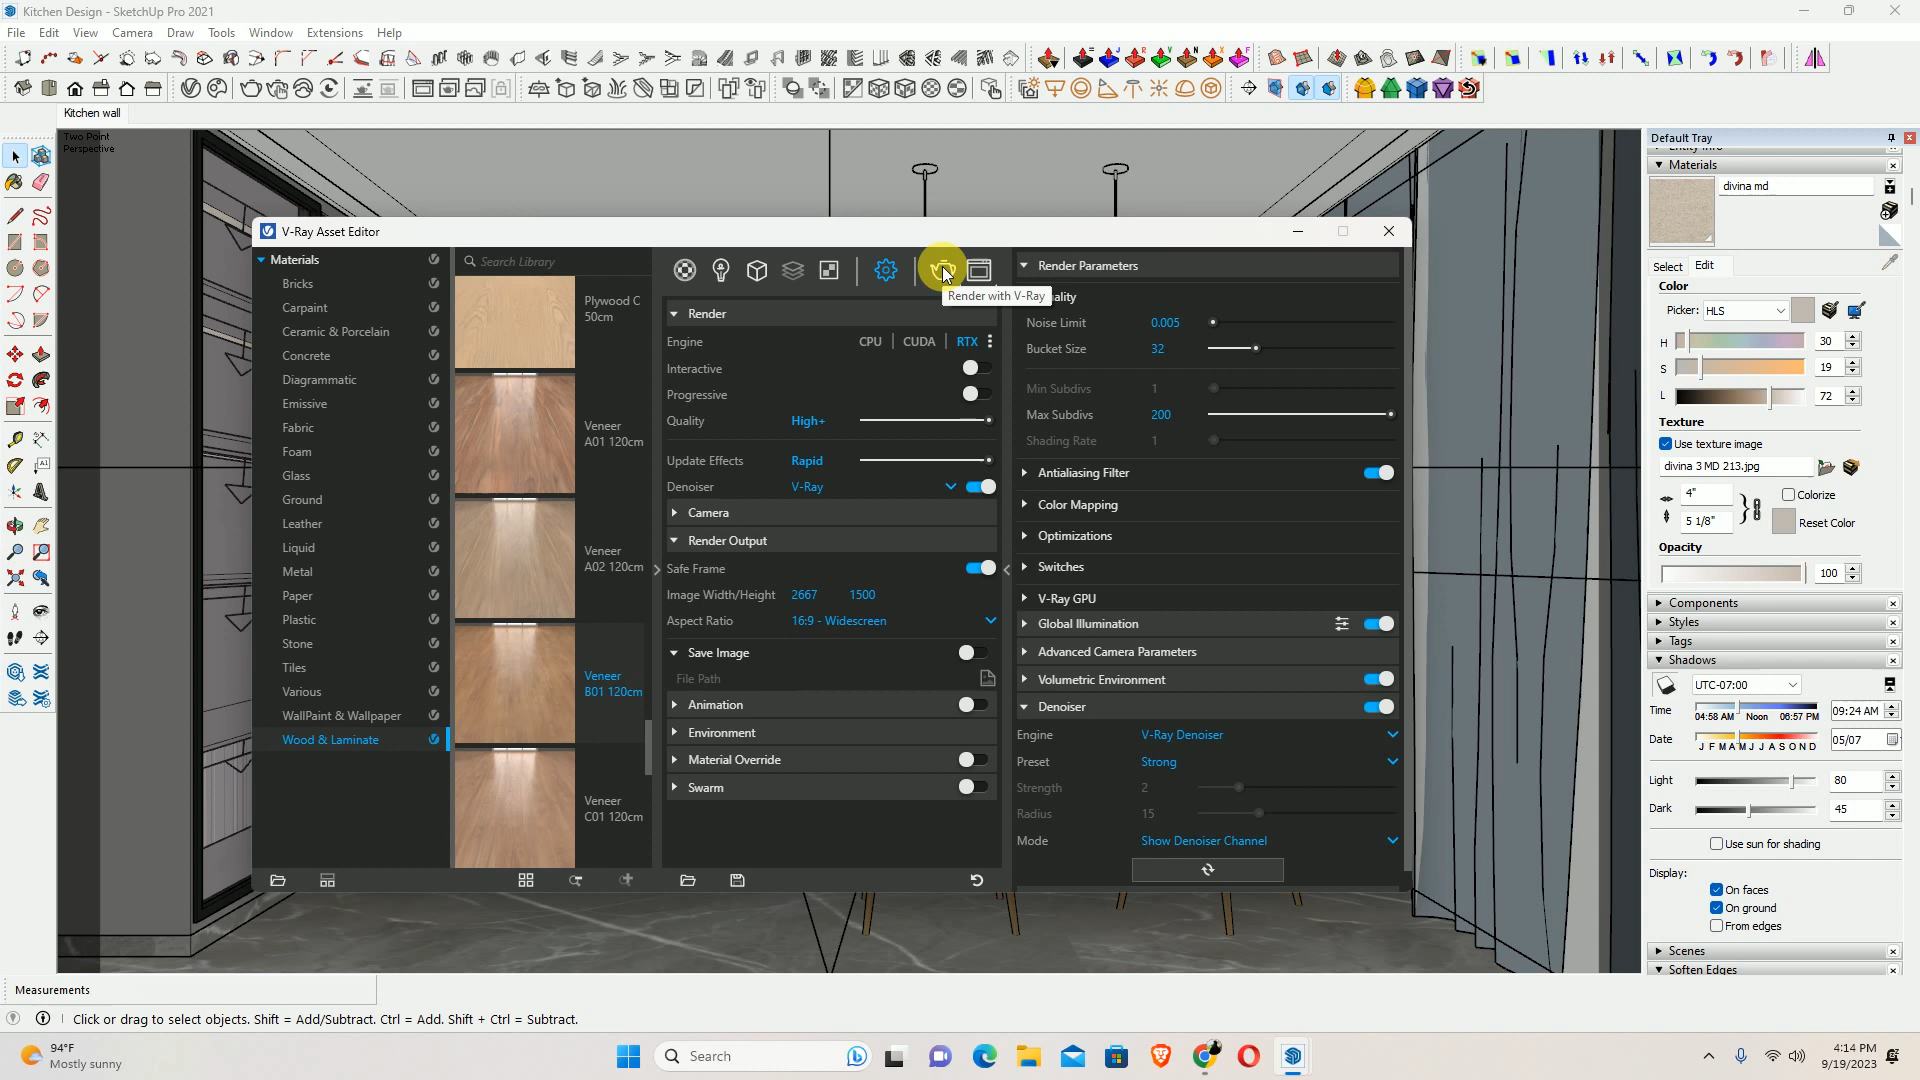 Kitchen Design - SketchUp Pro 2021
File Edit View Camera Draw Tools Window Extensions Help
Kitchen wall
Two Point
Perspective
V-Ray Asset Editor
Materials
Bricks
Carpaint
Ceramic & Porcelain
Concrete
Diagrammatic
Emissive
Fabric
Foam
Glass
Ground
Leather
Liquid
Metal
Paper
Plastic
Stone
Tiles
Various
WallPaint & Wallpaper
Wood & Laminate
Search Library
Plywood C
50cm
Veneer
A01 120cm
Veneer
A02 120cm
Veneer
B01 120cm
Veneer
C01 120cm
Render with V-Ray
Render
Engine CPU CUDA RTX
Interactive
Progressive
Quality High+
Update Effects Rapid
Denoiser V-Ray
Camera
Render Output
Safe Frame
Image Width/Height 2667 1500
Aspect Ratio 16:9 - Widescreen
Save Image
File Path
Animation
Environment
Material Override
Swarm
Render Parameters
Noise Limit 0.005
Bucket Size 32
Min Subdivs 1
Max Subdivs 200
Shading Rate 1
Antialiasing Filter
Color Mapping
Optimizations
Switches
V-Ray GPU
Global Illumination
Advanced Camera Parameters
Volumetric Environment
Denoiser
Engine V-Ray Denoiser
Preset Strong
Strength 2
Radius 15
Mode Show Denoiser Channel
Default Tray
Materials
divina md
Select Edit
Color
Picker: HLS
H 30
S 19
L 72
Texture
Use texture image
divina 3 MD 213.jpg
4" Colorize
5 1/8" Reset Color
Opacity
100
Components
Styles
Tags
Shadows
UTC-07:00
Time 04:58 AM Noon 06:57 PM 09:24 AM
Date J F M A M J J A S O N D 05/07
Light 80
Dark 45
Use sun for shading
Display:
On faces
On ground
From edges
Scenes
Soften Edges
Measurements
Click or drag to select objects. Shift = Add/Subtract. Ctrl = Add. Shift + Ctrl = Subtract.
94°F
Mostly sunny
Search
4:14 PM
9/19/2023